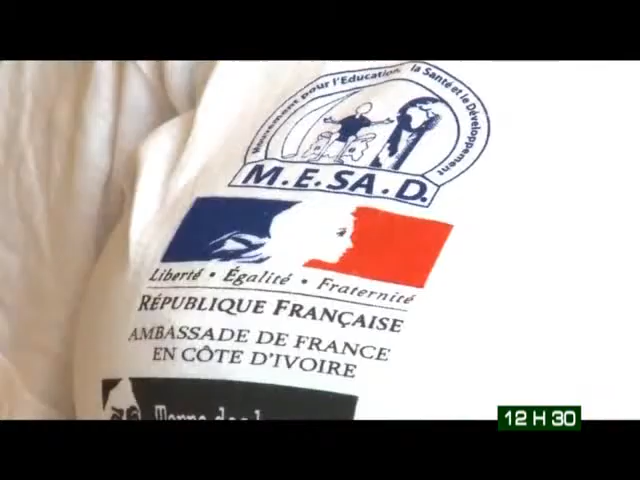 Mouvement pour l'Education, la Santé et le Développement
M.E.SA.D.
Liberté • Égalité • Fraternité
RÉPUBLIQUE FRANÇAISE
AMBASSADE DE FRANCE
EN CÔTE D'IVOIRE
12 H 30